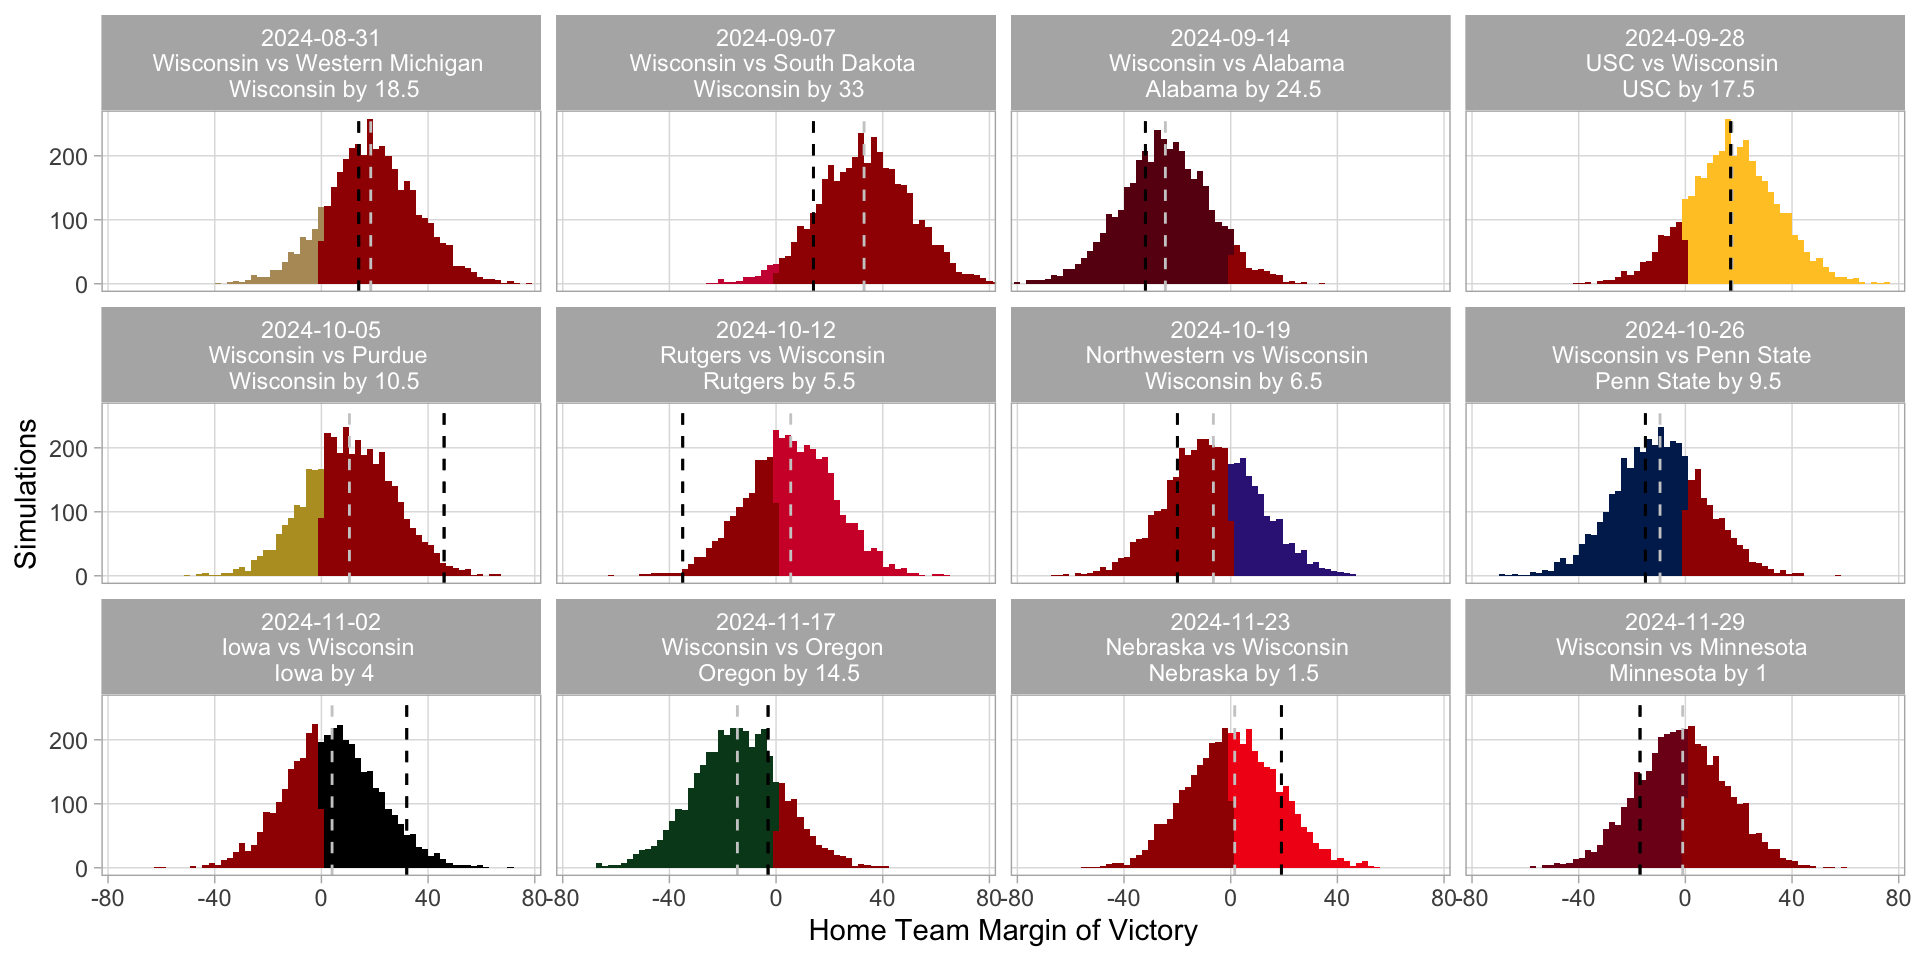 2024-08-31
Wisconsin vs Western Michigan
Wisconsin by 18.5
2024-09-07
Wisconsin vs South Dakota
Wisconsin by 33
2024-09-14
Wisconsin vs Alabama
Alabama by 24.5
2024-09-28
USC vs Wisconsin
USC by 17.5
200
100
0
2024-10-05
Wisconsin vs Purdue
Wisconsin by 10.5
2024-10-12
Rutgers vs Wisconsin
Rutgers by 5.5
2024-10-19
Northwestern vs Wisconsin
Wisconsin by 6.5
2024-10-26
Wisconsin vs Penn State
Penn State by 9.5
200
100
0
Simulations
2024-11-02
Iowa vs Wisconsin
Iowa by 4
2024-11-17
Wisconsin vs Oregon
Oregon by 14.5
2024-11-23
Nebraska vs Wisconsin
Nebraska by 1.5
2024-11-29
Wisconsin vs Minnesota
Minnesota by 1
200
100
0
-80 -40 0 40 80 -80 -40 0 40 80 -80 -40 0 40 80 -80 -40 0 40 80
Home Team Margin of Victory